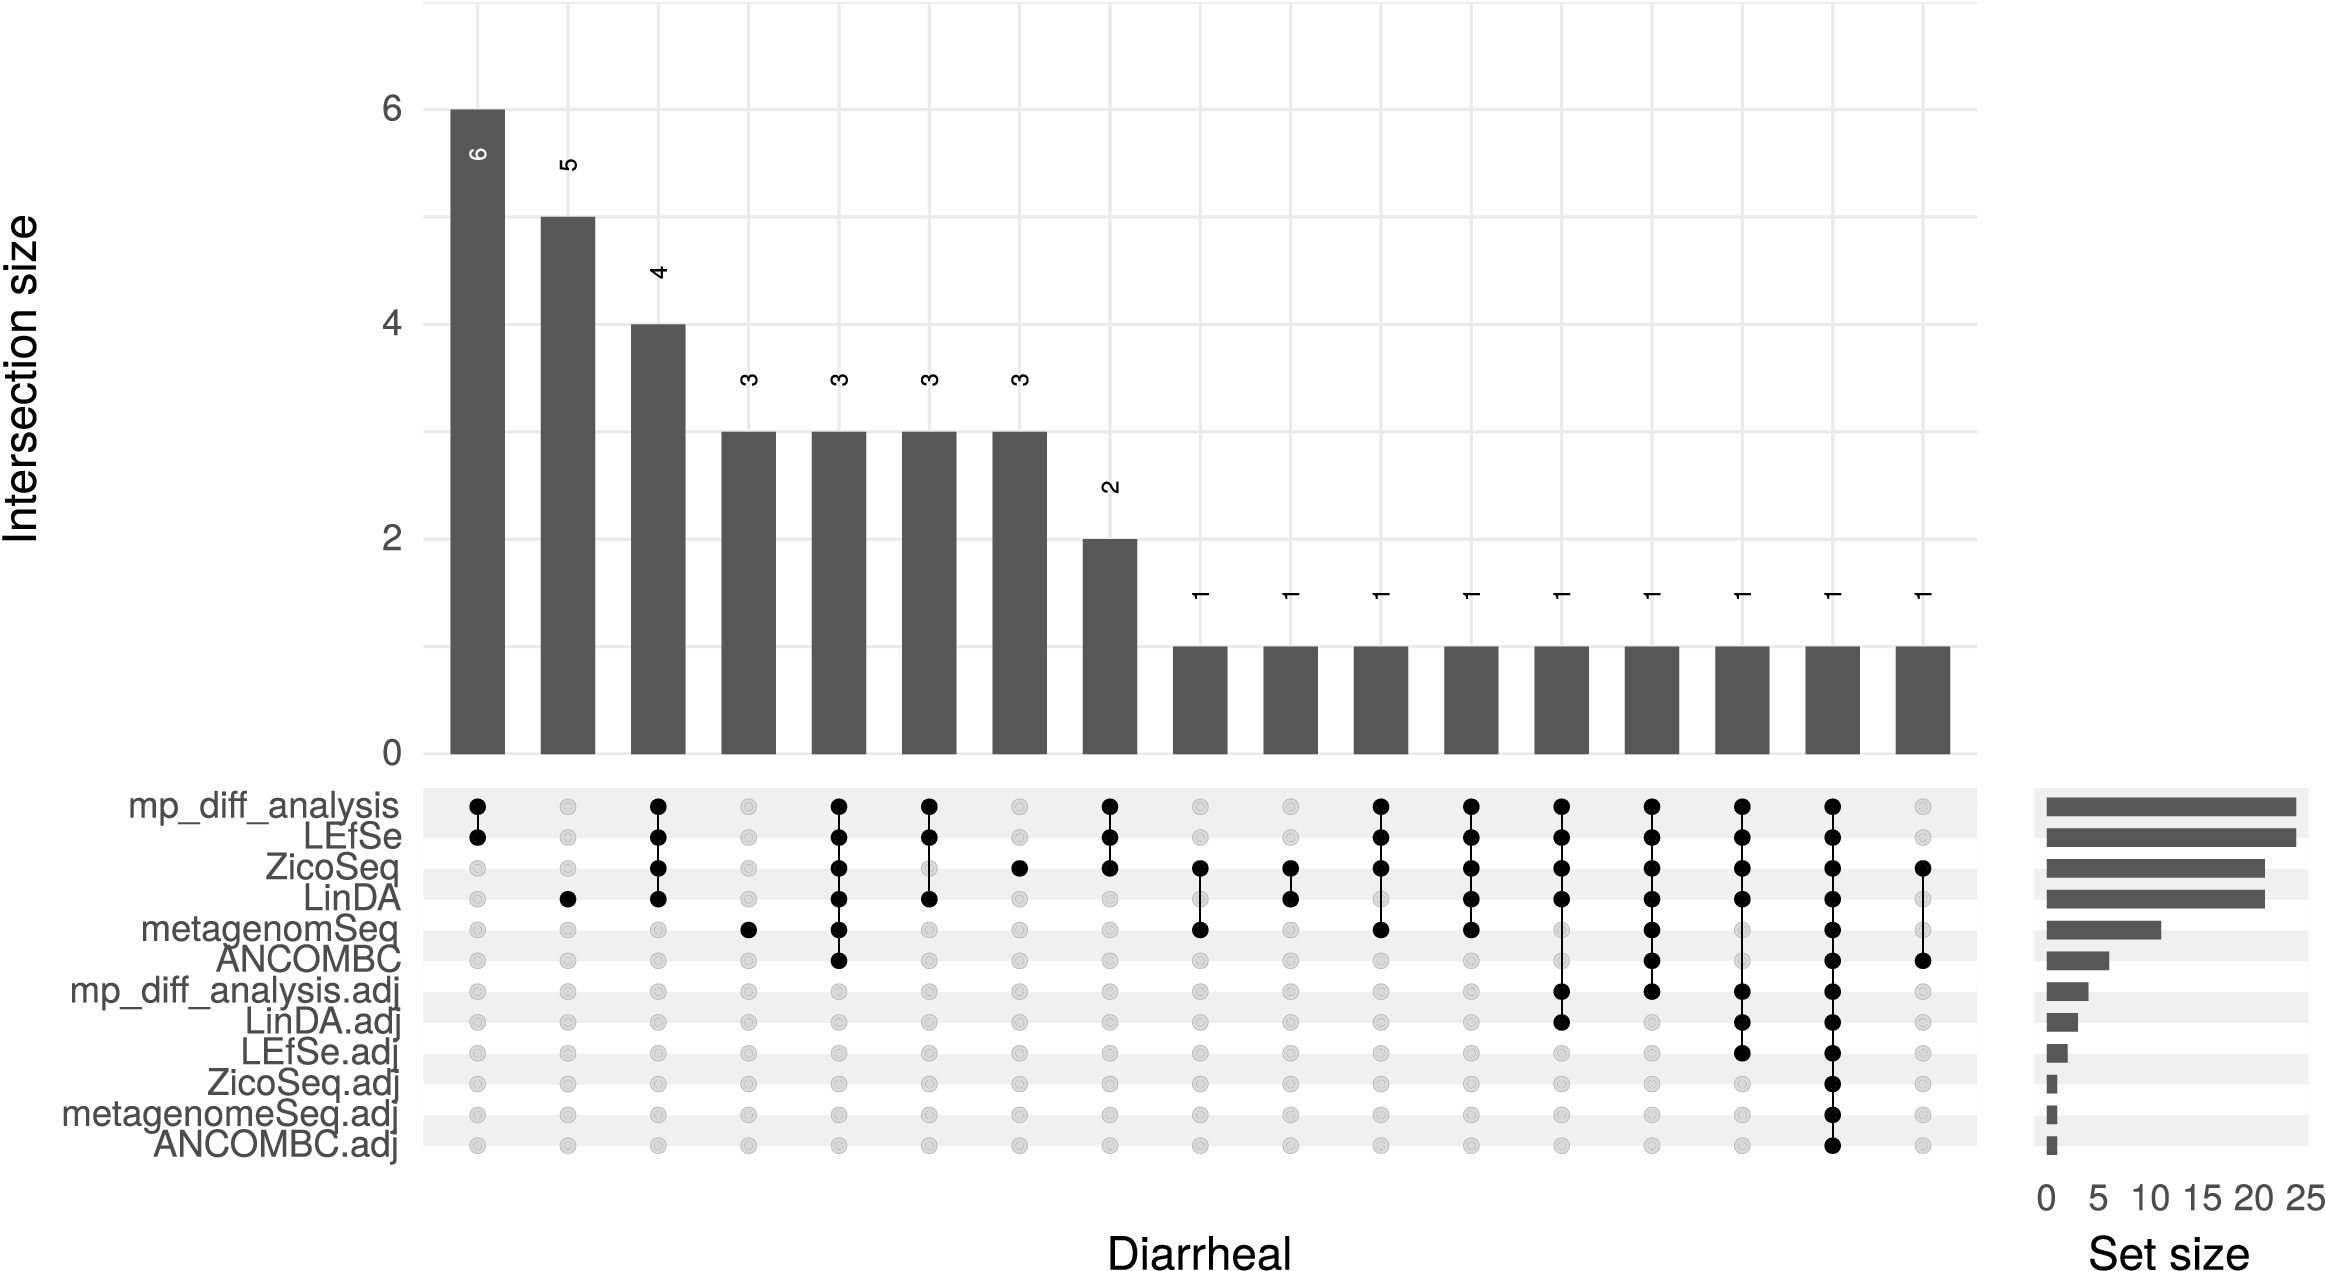 Intersection size
6
4
2
0
6
5
4
3
3
3
3
2
1
1
1
1
1
1
1
1
1
mp_diff_analysis
LEfSe
ZicoSeq
LinDA
metagenomSeq
ANCOMBC
mp_diff_analysis.adj
LinDA.adj
LEfSe.adj
ZicoSeq.adj
metagenomeSeq.adj
ANCOMBC.adj
0 5 10 15 20 25
Diarrheal
Set size